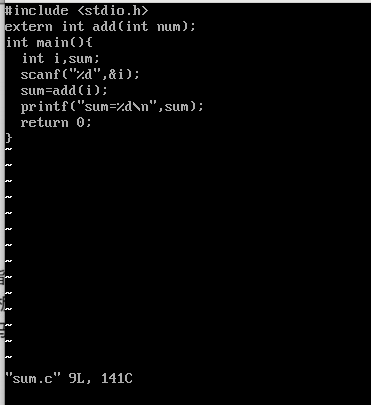 #include <stdio.h>
extern int add(int num);
int main(){
  int i,sum;
  scanf("%d",&i);
  sum=add(i);
  printf("sum=%d\n",sum);
  return 0;
}
~
~
~
~
~
~
~
~
~
~
~
~
~
~
"sum.c" 9L, 141C